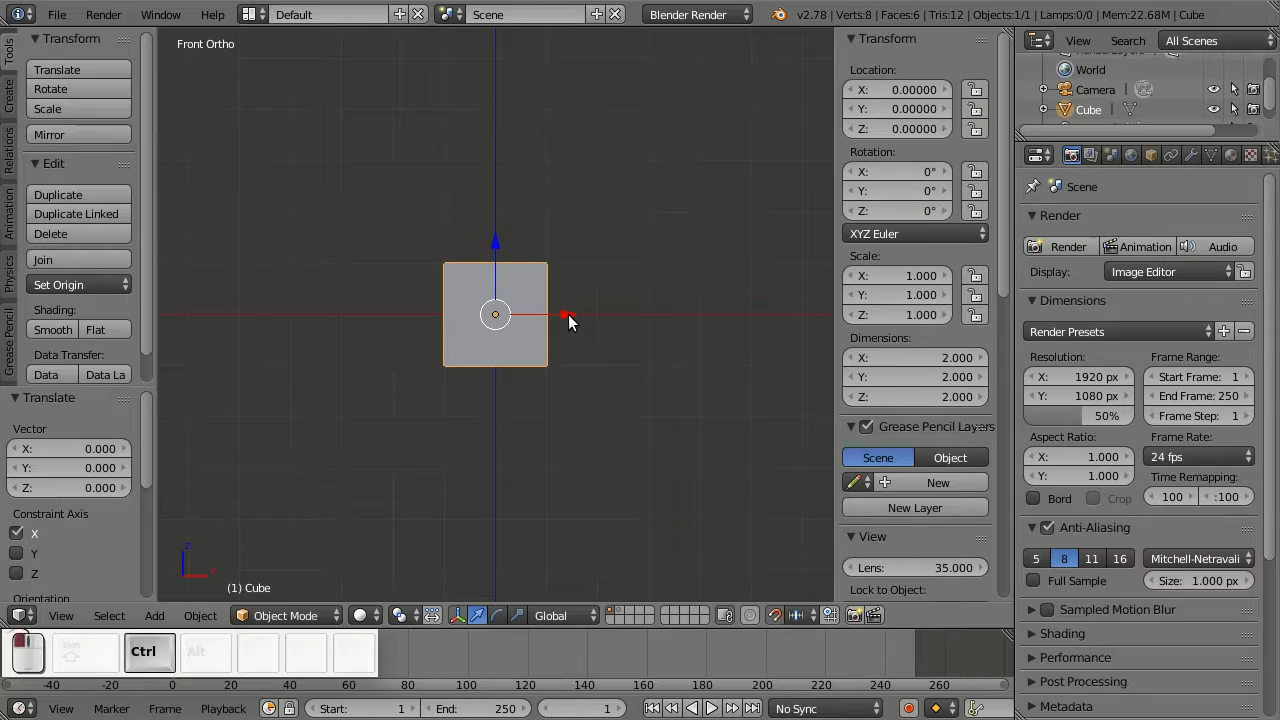 File Render Window Help Default Scene Blender Render v2.78 | Verts:8 | Faces:6 | Tris:12 | Objects:1/1 | Lamps:0/0 | Mem:22.68M | Cube
Tools
Create
Relations
Animation
Physics
Grease Pencil
Transform
Translate
Rotate
Scale
Mirror
Edit
Duplicate
Duplicate Linked
Delete
Join
Set Origin
Shading:
Smooth Flat
Data Transfer:
Data Data La
Translate
Vector
X: 0.000
Y: 0.000
Z: 0.000
Constraint Axis
X
Y
Z
Front Ortho
z
x
(1) Cube
Transform
Location:
X: 0.00000
Y: 0.00000
Z: 0.00000
Rotation:
X: 0°
Y: 0°
Z: 0°
XYZ Euler
Scale:
X: 1.000
Y: 1.000
Z: 1.000
Dimensions:
X: 2.000
Y: 2.000
Z: 2.000
Grease Pencil Layers
Scene Object
New
New Layer
View
Lens: 35.000
Lock to Object:
View Search All Scenes
World
Camera
Cube
Scene
Render
Render Animation Audio
Display: Image Editor
Dimensions
Render Presets
Resolution: Frame Range:
X: 1920 px Start Frame: 1
Y: 1080 px End Frame: 250
50% Frame Step: 1
Aspect Ratio: Frame Rate:
X: 1.000 24 fps
Y: 1.000 Time Remapping:
Bord Crop 100 :100
Anti-Aliasing
5 8 11 16 Mitchell-Netravali
Full Sample Size: 1.000 px
Sampled Motion Blur
Shading
Performance
Post Processing
Metadata
View Select Add Object Object Mode Global
Shift Ctrl Alt
-40 -20 0 20 40 60 80 100 120 140 160 180 200 220 240 260
View Marker Frame Playback Start: 1 End: 250 1 No Sync